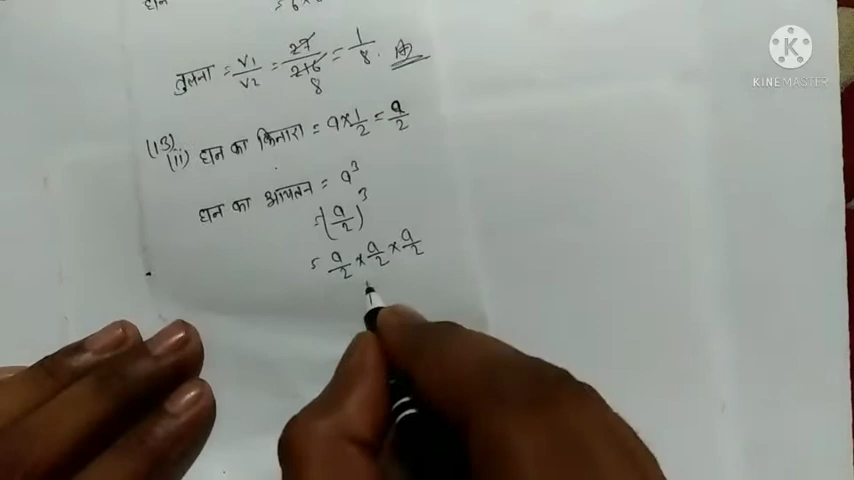 घन
तुलना = V1/V2 = 27/216 8 = 1/8.
(13)
(ii) घन का किनारा = a×1/2 = a/2
घन का आयतन = a³
=(a/2)³
= a/2 × a/2 × a/2
KINEMASTER